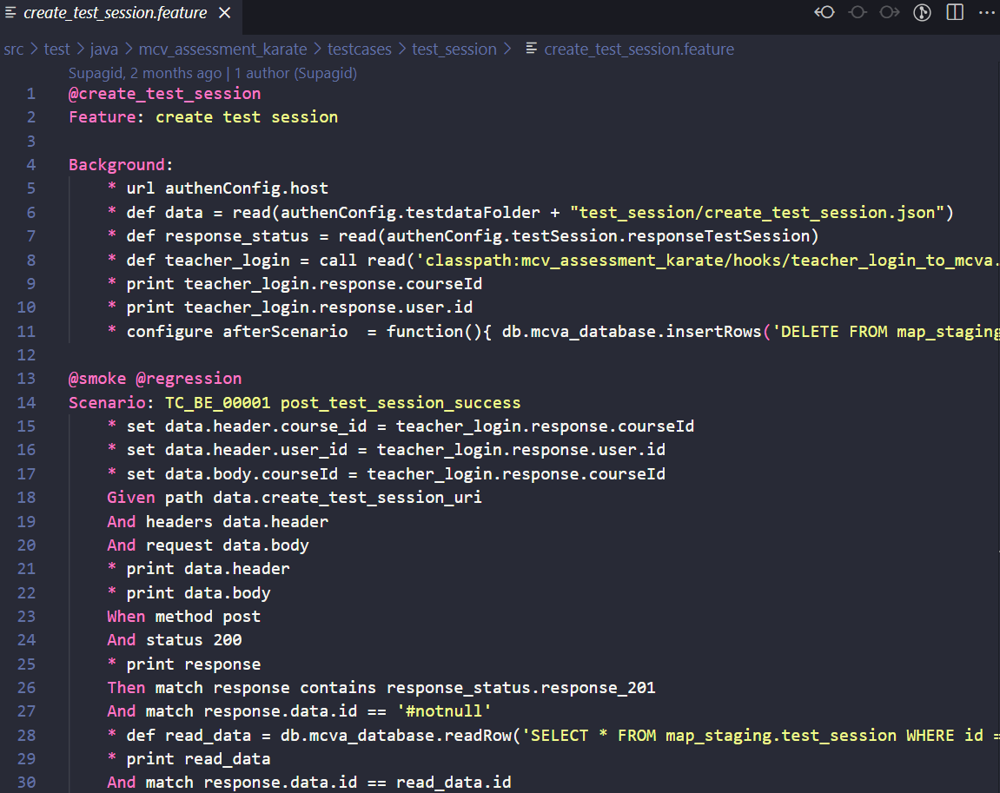 create_test_session.feature
src > test > java > mcv_assessment_karate > testcases > test_session > create_test_session.feature
Supagid, 2 months ago | 1 author (Supagid)
1 @create_test_session
2 Feature: create test session
3
4 Background:
5 * url authenConfig.host
6 * def data = read(authenConfig.testdataFolder + "test_session/create_test_session.json")
7 * def response_status = read(authenConfig.testSession.responseTestSession)
8 * def teacher_login = call read('classpath:mcv_assessment_karate/hooks/teacher_login_to_mcva.
9 * print teacher_login.response.courseId
10 * print teacher_login.response.user.id
11 * configure afterScenario  = function(){ db.mcva_database.insertRows('DELETE FROM map_staging
12
13 @smoke @regression
14 Scenario: TC_BE_00001 post_test_session_success
15 * set data.header.course_id = teacher_login.response.courseId
16 * set data.header.user_id = teacher_login.response.user.id
17 * set data.body.courseId = teacher_login.response.courseId
18 Given path data.create_test_session_uri
19 And headers data.header
20 And request data.body
21 * print data.header
22 * print data.body
23 When method post
24 And status 200
25 * print response
26 Then match response contains response_status.response_201
27 And match response.data.id == '#notnull'
28 * def read_data = db.mcva_database.readRow('SELECT * FROM map_staging.test_session WHERE id =
29 * print read_data
30 And match response.data.id == read_data.id